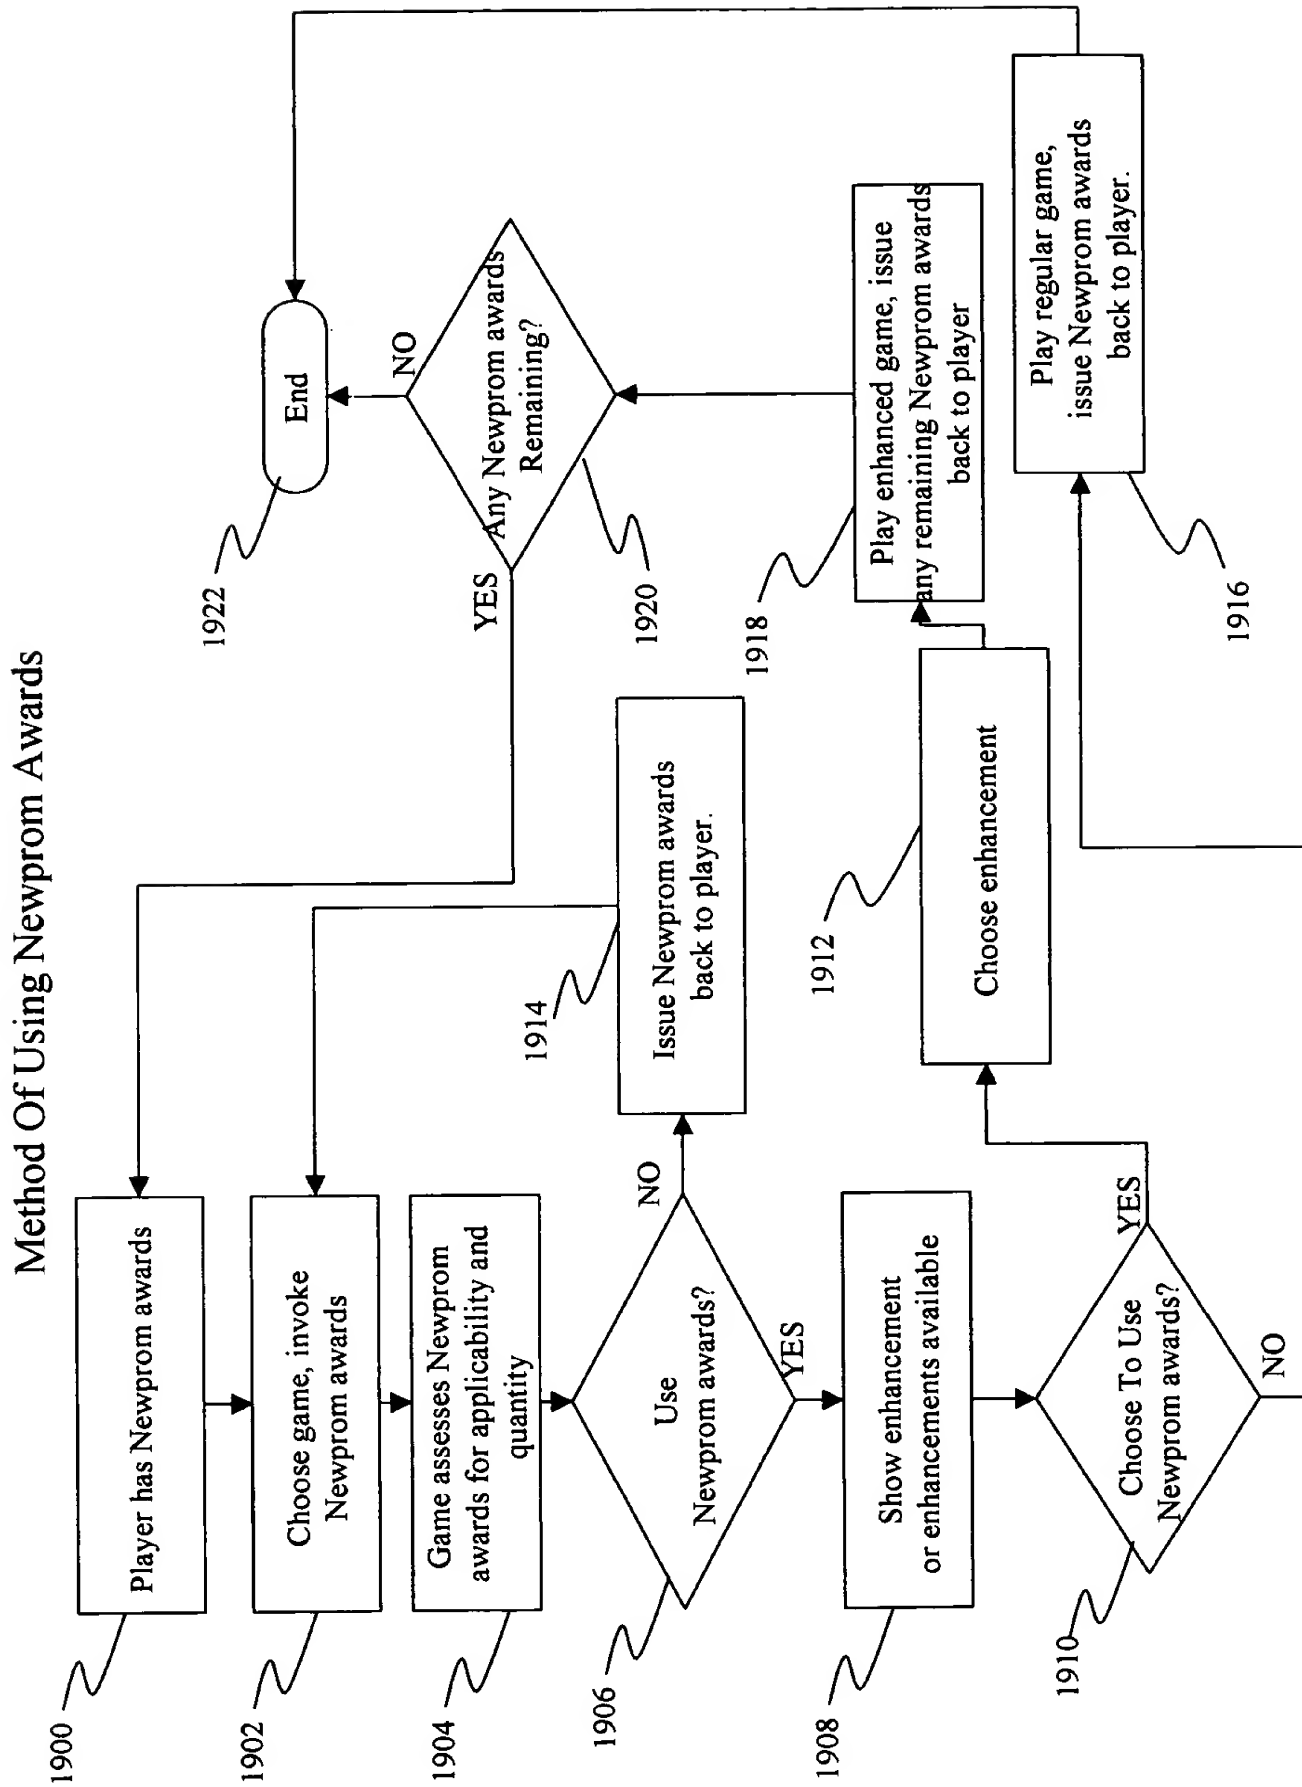 Method Of Using Newprom Awards
1900
Player has Newprom awards
1902
Choose game, invoke
Newprom awards
1904
Game assesses Newprom
awards for applicability and
quantity
1906
Use
Newprom awards?
NO
YES
1914
Issue Newprom awards
back to player.
1908
Show enhancement
or enhancements available
1910
Choose To Use
Newprom awards?
YES
NO
1912
Choose enhancement
1918
Play enhanced game, issue
any remaining Newprom awards
back to player
1916
Play regular game,
issue Newprom awards
back to player.
1920
Any Newprom awards
Remaining?
YES
NO
1922
End